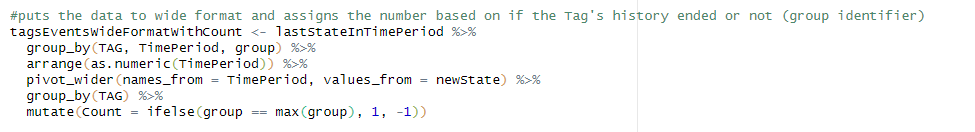 #puts the data to wide format and assigns the number based on if the Tag's history ended or not (group identifier)
tagsEventsWideFormatWithCount <- lastStateInTimePeriod %>%
  group_by(TAG, TimePeriod, group) %>%
  arrange(as.numeric(TimePeriod)) %>%
  pivot_wider(names_from = TimePeriod, values_from = newState) %>%
  group_by(TAG) %>%
  mutate(Count = ifelse(group == max(group), 1, -1))